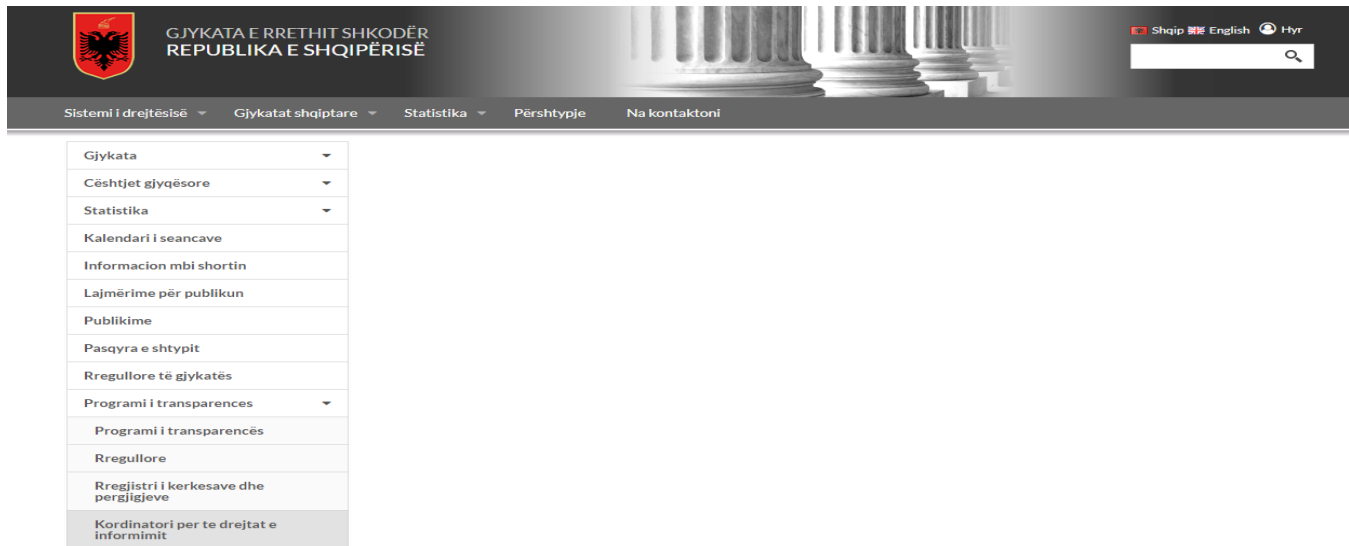 GJYKATA E RRETHIT SHKODËR
REPUBLIKA E SHQIPËRISË
Shqip English Hyr
Sistemi i drejtësisë Gjykatat shqiptare Statistika Përshtypje Na kontaktoni
Gjykata
Cështjet gjyqësore
Statistika
Kalendari i seancave
Informacion mbi shortin
Lajmërime për publikun
Publikime
Pasqyra e shtypit
Rregullore të gjykatës
Programi i transparences
Programi i transparencës
Rregullore
Rregjistri i kerkesave dhe
pergjigjeve
Kordinatori per te drejtat e
informimit